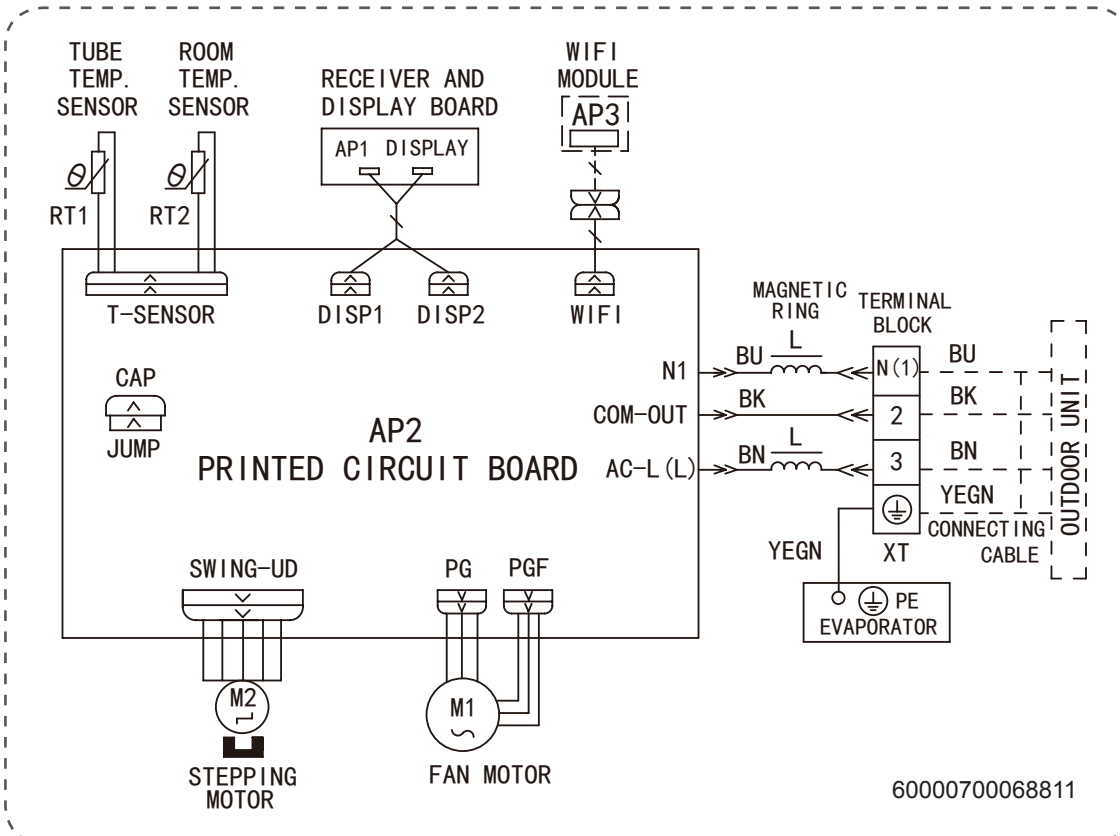 TUBE
TEMP.
SENSOR
ROOM
TEMP.
SENSOR
RECEIVER AND
DISPLAY BOARD
AP1 DISPLAY
WIFI
MODULE
AP3
θ
RT1
θ
RT2
T-SENSOR
DISP1
DISP2
WIFI
CAP
JUMP
AP2
PRINTED CIRCUIT BOARD
N1
COM-OUT
AC-L(L)
MAGNETIC
RING
TERMINAL
BLOCK
BU
L
N(1)
BU
BK
2
BK
BN
L
3
BN
YEGN
YEGN
XT
CONNECTING
CABLE
OUTDOOR UNIT
PE
EVAPORATOR
SWING-UD
PG
PGF
M2
STEPPING
MOTOR
M1
FAN MOTOR
60000700068811